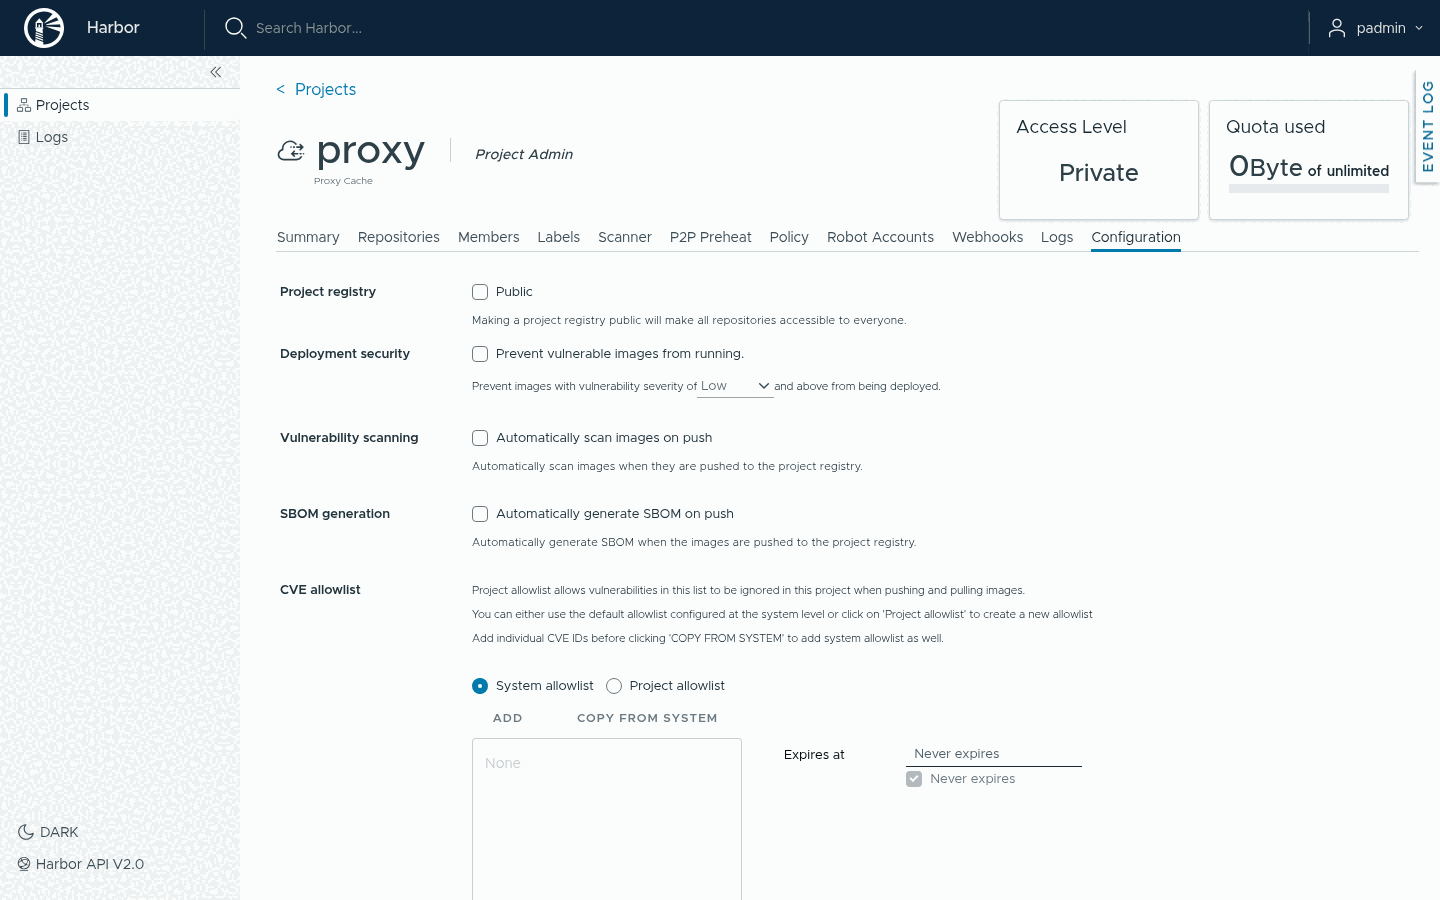 Harbor
Search Harbor...
padmin
Projects
Logs
DARK
Harbor API V2.0
< Projects
proxy
Project Admin
Proxy Cache
Access Level
Private
Quota used
0Byte of unlimited
EVENT LOG
Summary Repositories Members Labels Scanner P2P Preheat Policy Robot Accounts Webhooks Logs Configuration
Project registry
Public
Making a project registry public will make all repositories accessible to everyone.
Deployment security
Prevent vulnerable images from running.
Prevent images with vulnerability severity of Low and above from being deployed.
Vulnerability scanning
Automatically scan images on push
Automatically scan images when they are pushed to the project registry.
SBOM generation
Automatically generate SBOM on push
Automatically generate SBOM when the images are pushed to the project registry.
CVE allowlist
Project allowlist allows vulnerabilities in this list to be ignored in this project when pushing and pulling images.
You can either use the default allowlist configured at the system level or click on 'Project allowlist' to create a new allowlist
Add individual CVE IDs before clicking 'COPY FROM SYSTEM' to add system allowlist as well.
System allowlist Project allowlist
ADD COPY FROM SYSTEM
None
Expires at
Never expires
Never expires